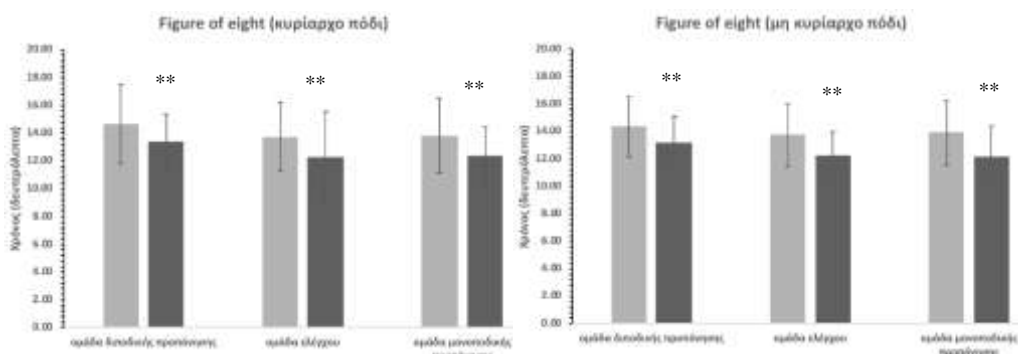 Figure of eight (κυρίαρχο πόδι)
20.00
18.00
16.00
14.00
12.00
10.00
8.00
6.00
4.00
2.00
0.00
Χρόνος (δευτερόλεπτα)
** ** **
ομάδα διποδικής προπόνησης ομάδα ελέγχου ομάδα μονοποδικής
προπόνησης
Figure of eight (μη κυρίαρχο πόδι)
20.00
18.00
16.00
14.00
12.00
10.00
8.00
6.00
4.00
2.00
0.00
Χρόνος (δευτερόλεπτα)
** ** **
ομάδα διποδικής προπόνησης ομάδα ελέγχου ομάδα μονοποδικής
προπόνησης